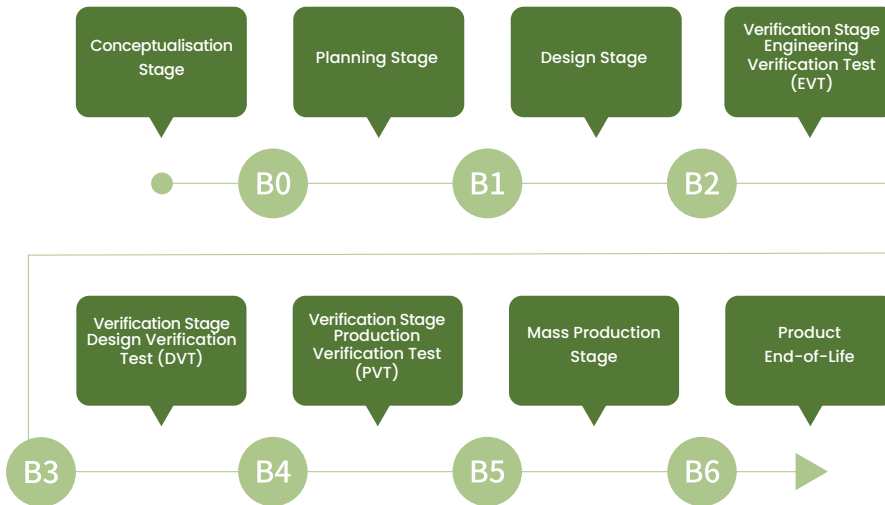 Conceptualisation
Stage
Planning Stage
Design Stage
Verification Stage
Engineering
Verification Test
(EVT)
B0
B1
B2
Verification Stage
Design Verification
Test (DVT)
Verification Stage
Production
Verification Test
(PVT)
Mass Production
Stage
Product
End-of-Life
B3
B4
B5
B6